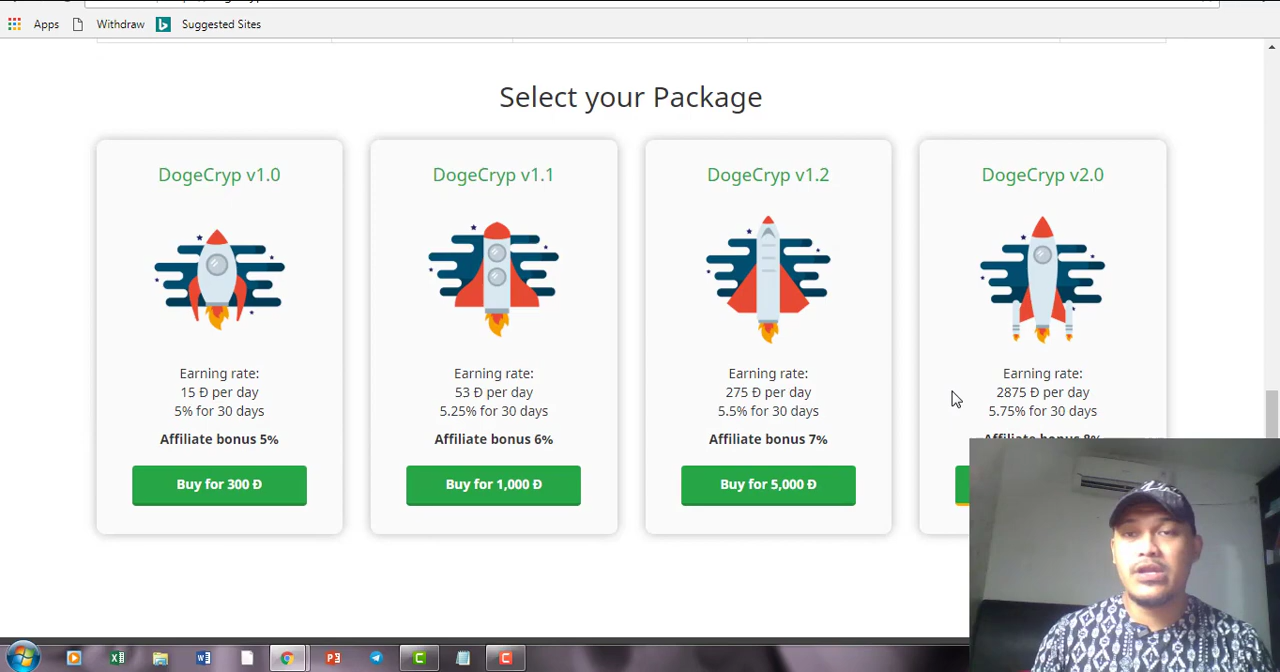 Apps
Withdraw
Suggested Sites
Select your Package
DogeCryp v1.0
Earning rate:
15 Ð per day
5% for 30 days
Affiliate bonus 5%
Buy for 300 Ð
DogeCryp v1.1
Earning rate:
53 Ð per day
5.25% for 30 days
Affiliate bonus 6%
Buy for 1,000 Ð
DogeCryp v1.2
Earning rate:
275 Ð per day
5.5% for 30 days
Affiliate bonus 7%
Buy for 5,000 Ð
DogeCryp v2.0
Earning rate:
2875 Ð per day
5.75% for 30 days
Affiliate bonus 8%